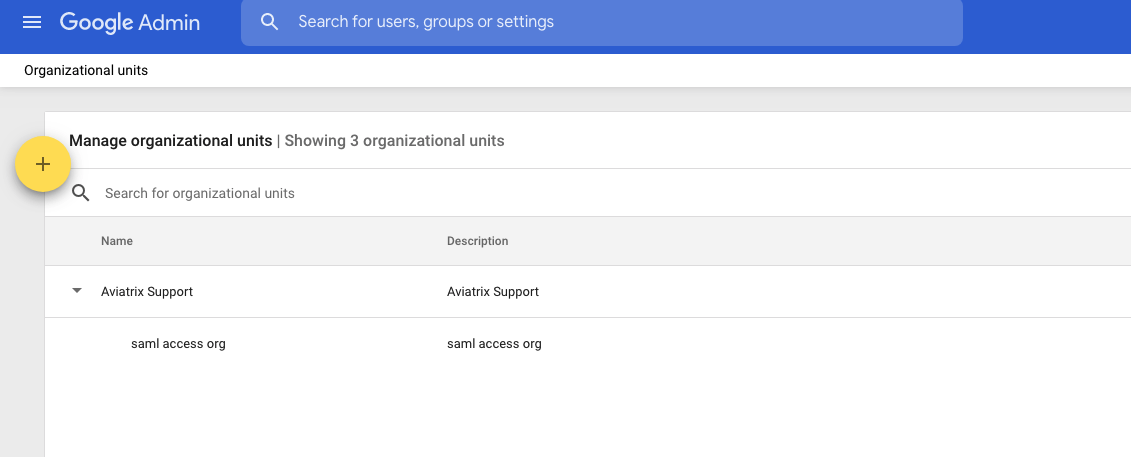 Google Admin
Search for users, groups or settings
Organizational units
Manage organizational units | Showing 3 organizational units
Search for organizational units
Name Description
Aviatrix Support Aviatrix Support
saml access org saml access org